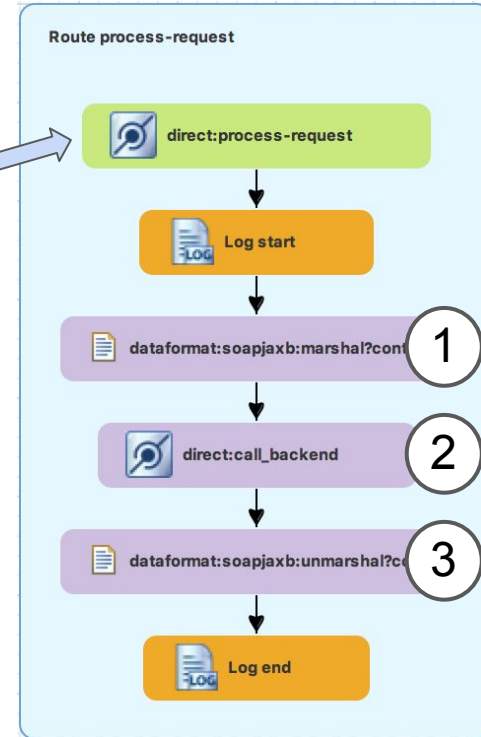 Route process-request
direct:process-request
LOG
Log start
dataformat:soapjaxb:marshal?cont
1
direct:call_backend
2
dataformat:soapjaxb:unmarshal?co
3
LOG
Log end